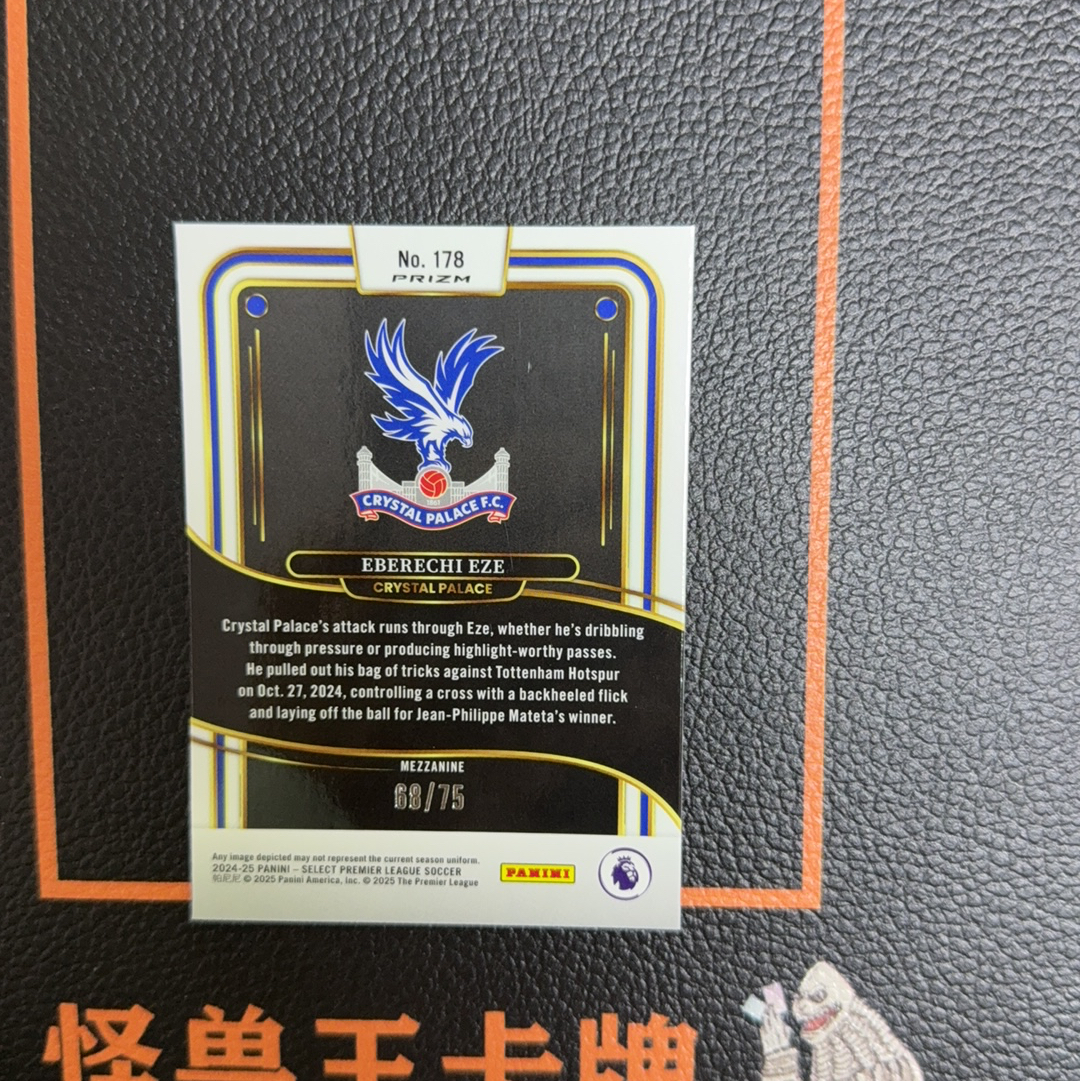 No. 178
PRIZM
1861
CRYSTAL PALACE F.C.
EBERECHI EZE
CRYSTAL PALACE
Crystal Palace's attack runs through Eze, whether he's dribbling
through pressure or producing highlight-worthy passes.
He pulled out his bag of tricks against Tottenham Hotspur
on Oct. 27, 2024, controlling a cross with a backheeled flick
and laying off the ball for Jean-Philippe Mateta's winner.
MEZZANINE
68/75
Any image depicted may not represent the current season uniform.
2024-25 PANINI – SELECT PREMIER LEAGUE SOCCER
帕尼尼 © 2025 Panini America, Inc. © 2025 The Premier League
PANINI
怪兽王卡牌